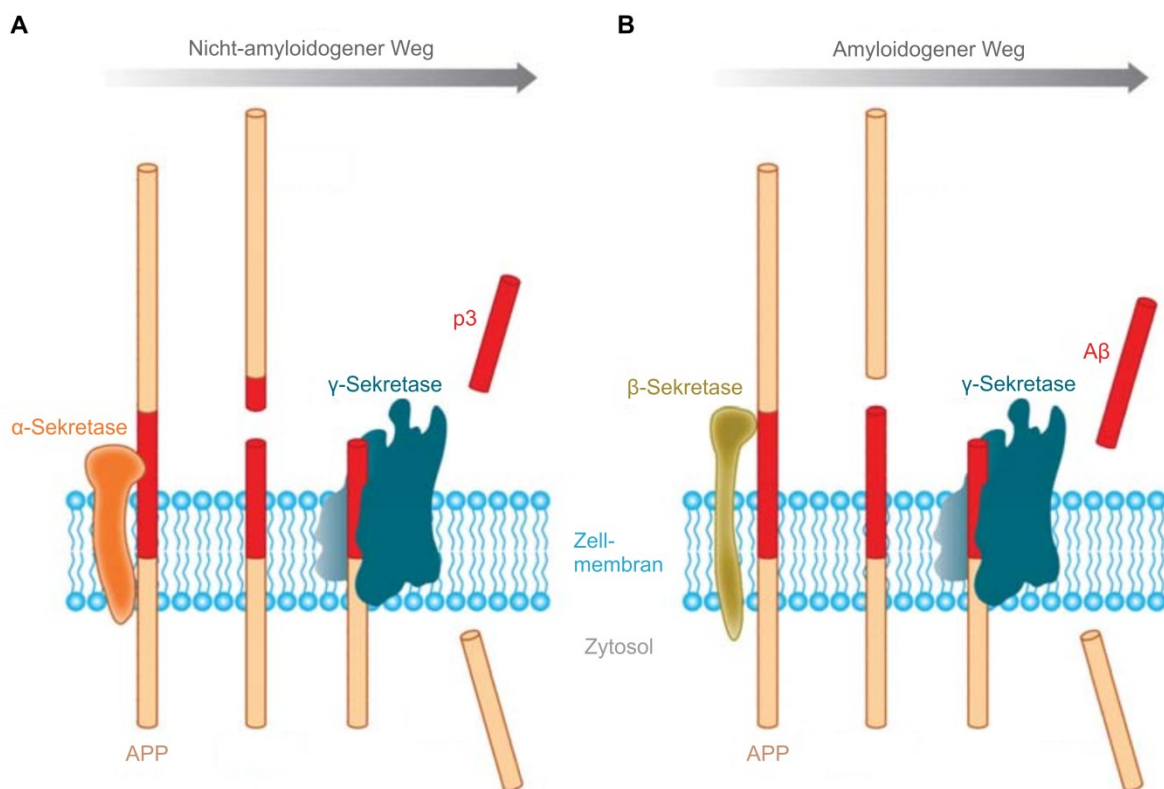 A
Nicht-amyloidogener Weg
p3
γ-Sekretase
α-Sekretase
APP
B
Amyloidogener Weg
Aβ
β-Sekretase
γ-Sekretase
Zell-
membran
Zytosol
APP